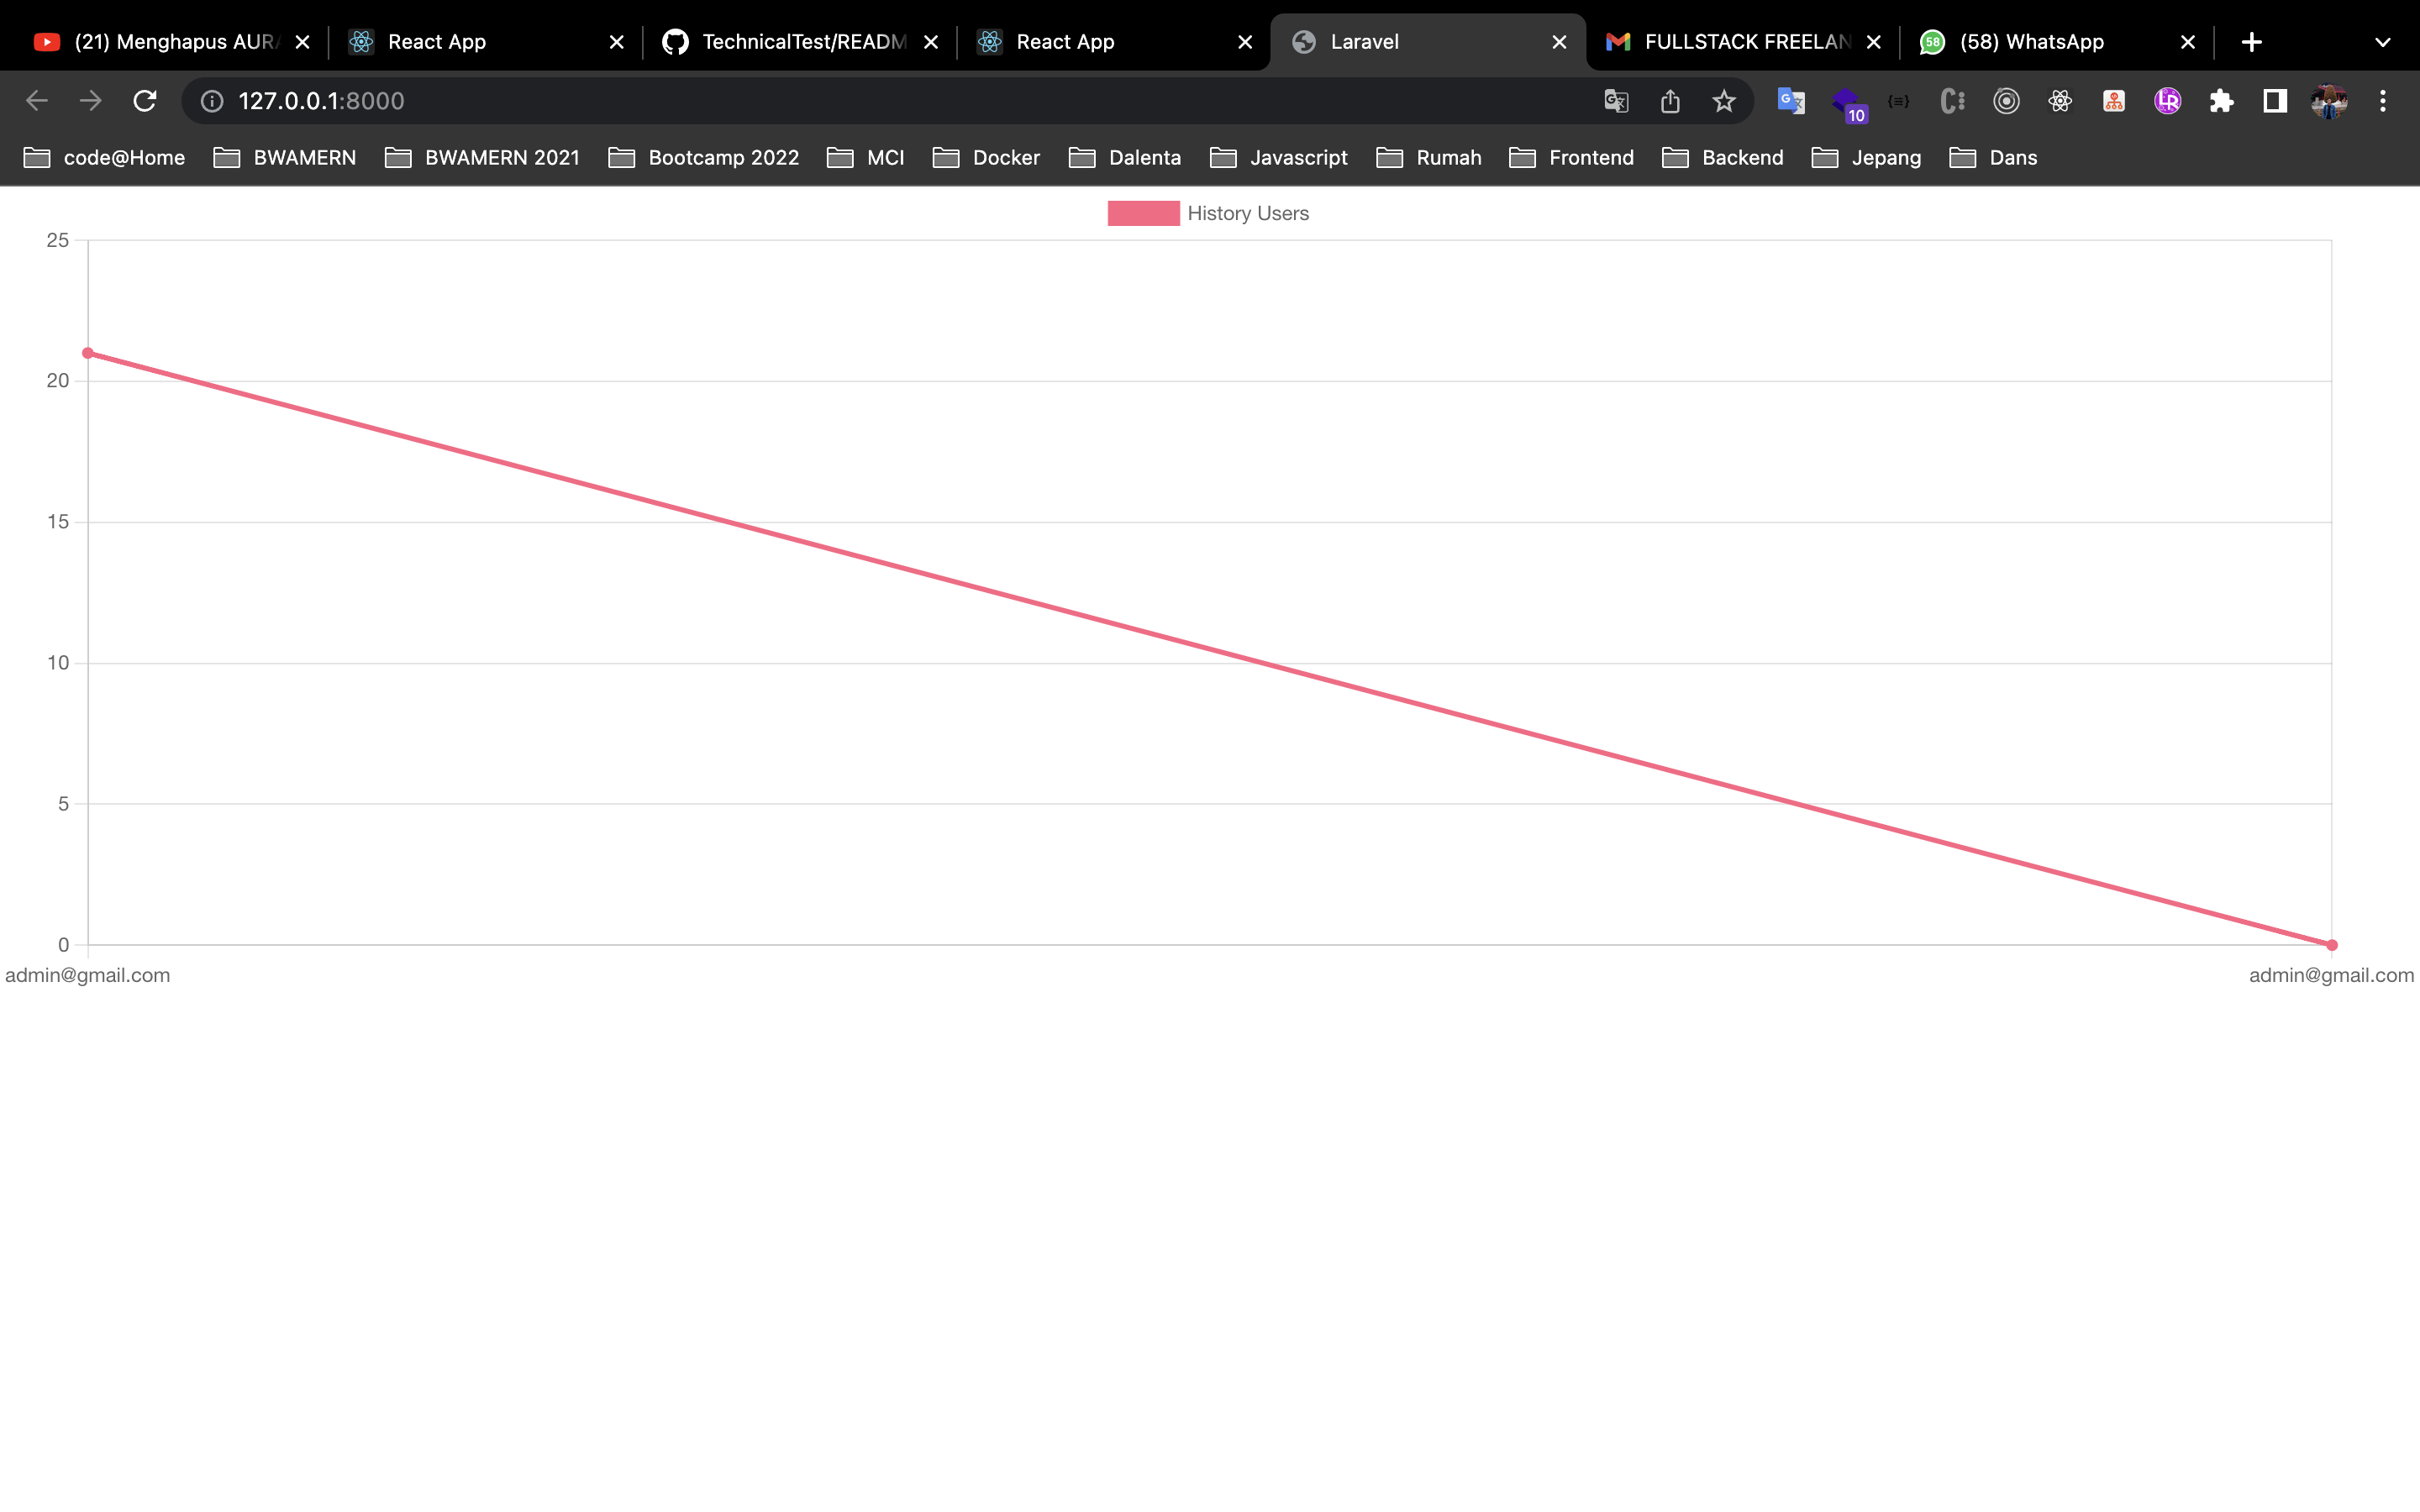 (21) Menghapus AURA React App TechnicalTest/READM React App Laravel FULLSTACK FREELAN (58) WhatsApp
127.0.0.1:8000
10
code@Home BWAMERN BWAMERN 2021 Bootcamp 2022 MCI Docker Dalenta Javascript Rumah Frontend Backend Jepang Dans
History Users
25
20
15
10
5
0
admin@gmail.com admin@gmail.com